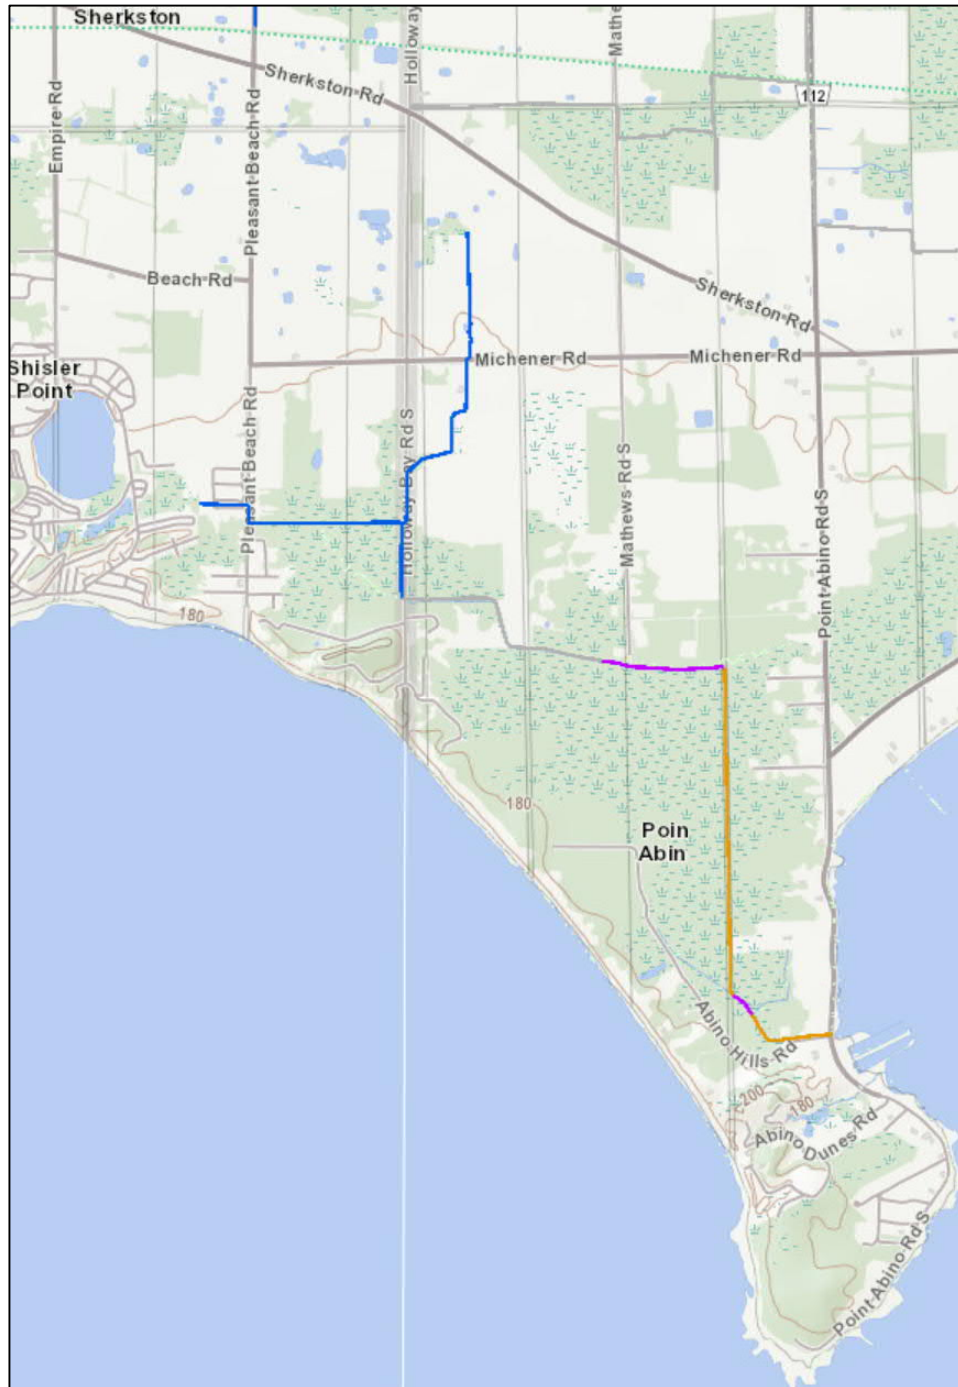 Sherkston
Holloway
Mathe
Sherkston Rd
112
Empire Rd
Pleasant Beach Rd
Beach Rd
Sherkston Rd
Michener Rd
Michener Rd
Shisler
Point
Pleasant Beach Rd
Holloway Bay Rd S
Mathews Rd S
Point Abino Rd S
180
180
Poin
Abin
Abino Hills Rd
200
180
Abino Dunes Rd
Point Abino Rd S